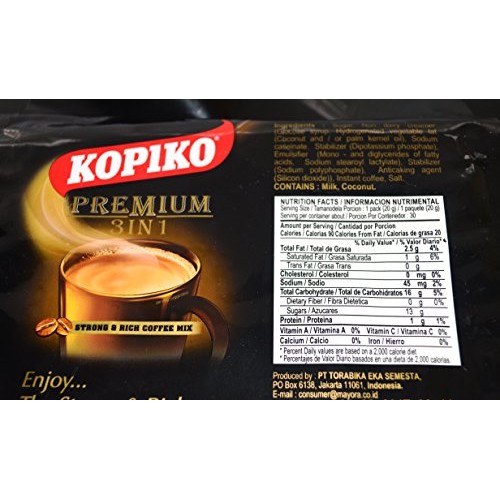 KOPIKO
PREMIUM
3 IN 1
STRONG & RICH COFFEE MIX
Enjoy...
Ingredients
Hydrogenated vegetable fat
(Coconut and / or palm kernel oil), Sodium
caseinate, Stabilizer (Dipotassium phosphate),
Emulsifier (Mono - and diglycerides of fatty
acids, Sodium stearoyl lactylate), Stabilizer
(Sodium polyphosphate), Anticaking agent
(Silicon dioxide)). Instant coffee, Salt.
CONTAINS : Milk, Coconut.
NUTRITION FACTS / INFORMACION NUTRIMENTAL
Serving Size / Tamanodela Porcion : 1 pack (20 g) / 1 paquete (20 g)
Serving per container about / Porcion Por Contenedor : 30
Amount per Serving / Cantidad por Porcion
Calories / Calorias 90 Calories From Fat / Calorias de grasa 20
% Daily Value* / % Valor Diario*
Total Fat / Total de Grasa 2.5 g 4%
Saturated Fat / Grasa Saturada 1 g 6%
Trans Fat / Grasa Trans 0 g
Cholesterol / Colesterol 0 mg 0%
Sodium / Sodio 45 mg 2%
Total Carbohydrate / Total de Carbohidratos 16 g 5%
Dietary Fiber / Fibra Dietetica 0 g 0%
Sugars / Azucares 13 g
Protein / Proteina 1 g 1%
Vitamin A / Vitamina A 0% Vitamin C / Vitamina C 0%
Calcium / Calcio 0% Iron / Hierro 0%
* Percent Daily values are based on a 2,000 calorie diet.
* Percentajes de Valor Diario basados en una dieta de 2,000 calorias
Produced by : PT TORABIKA EKA SEMESTA,
PO Box 6138, Jakarta 11061, Indonesia.
E-mail : consumer@mayora.co.id